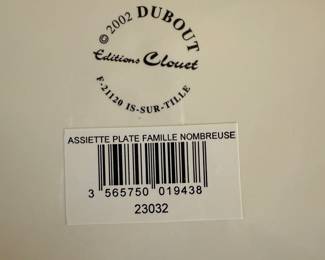 © 2002 DUBOUT
Editions Clouet
F-21120 IS-SUR-TILLE
ASSIETTE PLATE FAMILLE NOMBREUSE
3 565750 019438
23032